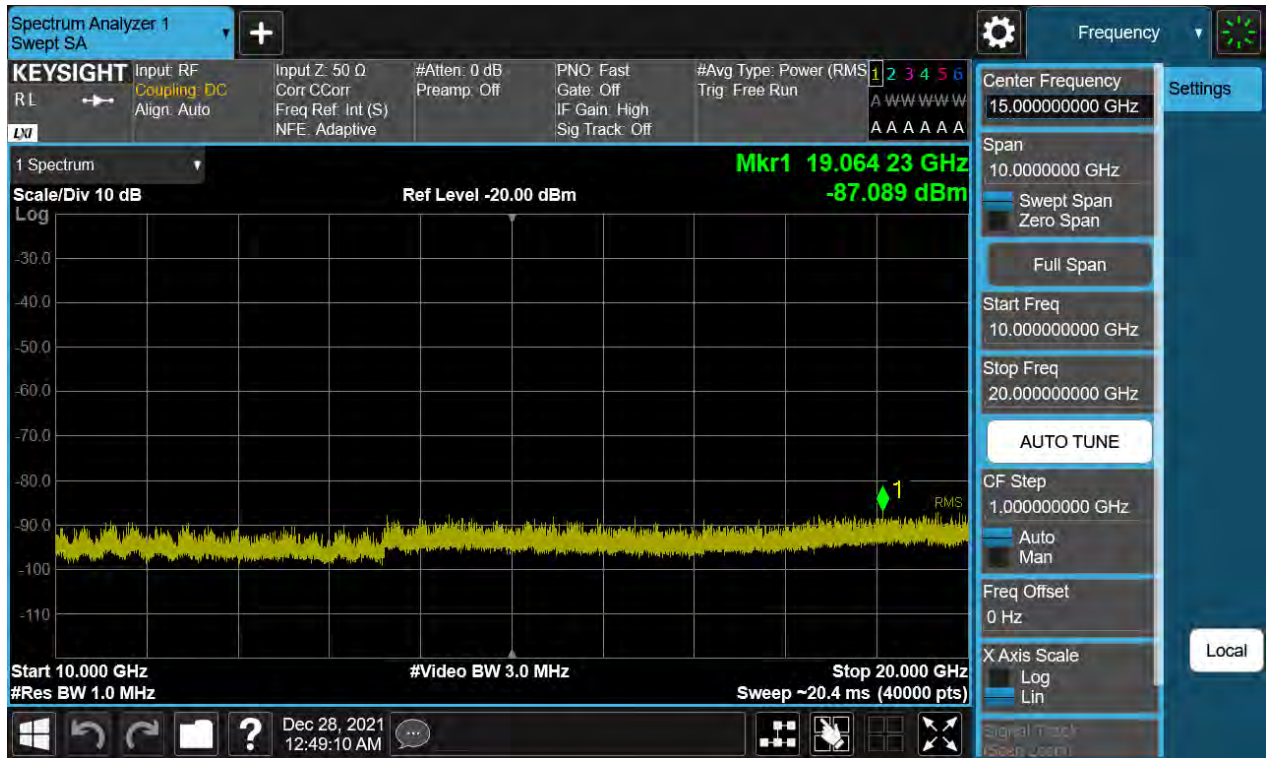 Spectrum Analyzer 1
Swept SA
+
Frequency
KEYSIGHT
RL
LXI
Input: RF
Coupling: DC
Align: Auto
Input Z: 50 Ω
Corr CCorr
Freq Ref: Int (S)
NFE: Adaptive
#Atten: 0 dB
Preamp: Off
PNO: Fast
Gate: Off
IF Gain: High
Sig Track: Off
#Avg Type: Power (RMS
Trig: Free Run
1 2 3 4 5 6
A W W W W W
A A A A A A
1 Spectrum
Mkr1 19.064 23 GHz
Scale/Div 10 dB
Ref Level -20.00 dBm
-87.089 dBm
Log
-30.0
-40.0
-50.0
-60.0
-70.0
-80.0
-90.0
-100
-110
1
RMS
Start 10.000 GHz
#Video BW 3.0 MHz
Stop 20.000 GHz
#Res BW 1.0 MHz
Sweep ~20.4 ms (40000 pts)
Center Frequency
15.000000000 GHz
Settings
Span
10.0000000 GHz
Swept Span
Zero Span
Full Span
Start Freq
10.000000000 GHz
Stop Freq
20.000000000 GHz
AUTO TUNE
CF Step
1.000000000 GHz
Auto
Man
Freq Offset
0 Hz
X Axis Scale
Log
Lin
Signal Track
(Span Zoom)
Local
?
Dec 28, 2021
12:49:10 AM